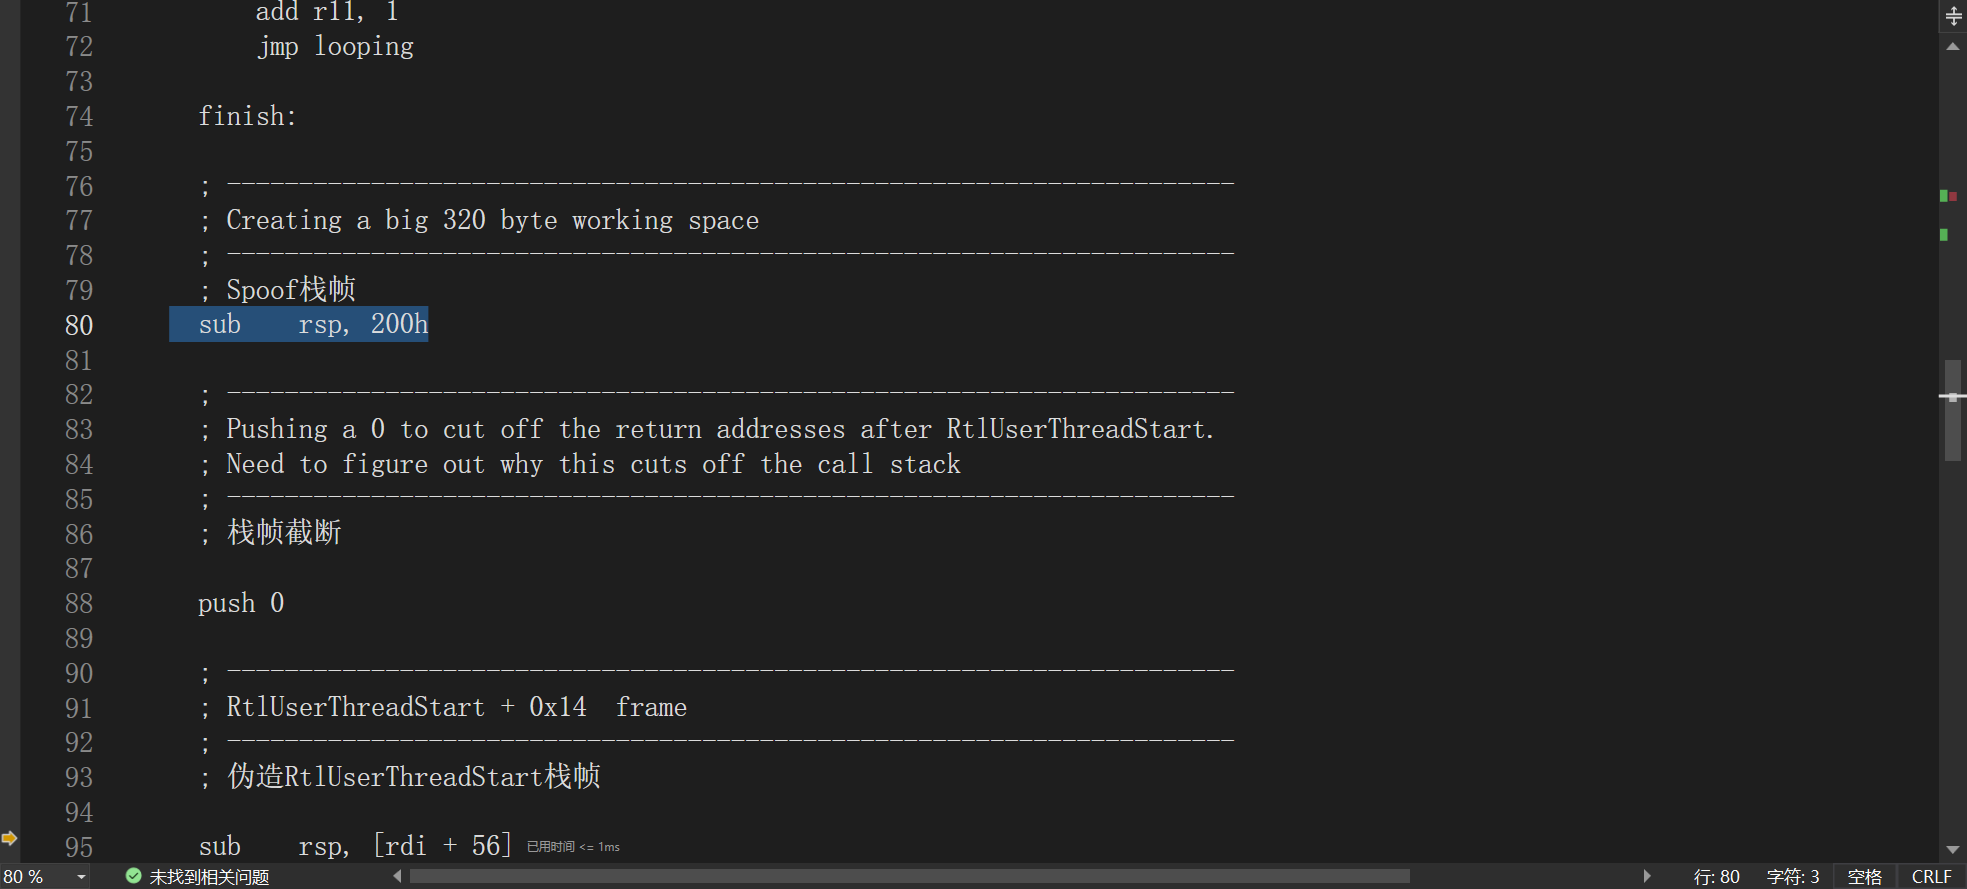 71 add r11, 1
72 jmp looping
73
74 finish:
75
76 ; ----------------------------------------------------------------------
77 ; Creating a big 320 byte working space
78 ; ----------------------------------------------------------------------
79 ; Spoof栈帧
80 sub    rsp, 200h
81
82 ; ----------------------------------------------------------------------
83 ; Pushing a 0 to cut off the return addresses after RtlUserThreadStart.
84 ; Need to figure out why this cuts off the call stack
85 ; ----------------------------------------------------------------------
86 ; 栈帧截断
87
88 push 0
89
90 ; ----------------------------------------------------------------------
91 ; RtlUserThreadStart + 0x14  frame
92 ; ----------------------------------------------------------------------
93 ; 伪造RtlUserThreadStart栈帧
94
95 sub    rsp, [rdi + 56] 已用时间 <= 1ms
80 % 未找到相关问题 行: 80 字符: 3 空格 CRLF